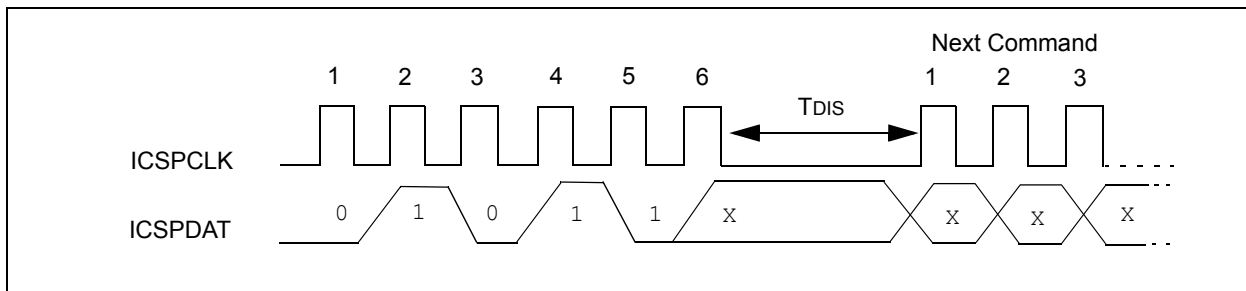 Next Command
1 2 3 4 5 6 1 2 3
TDIS
ICSPCLK
ICSPDAT 0 1 0 1 1 x x x x